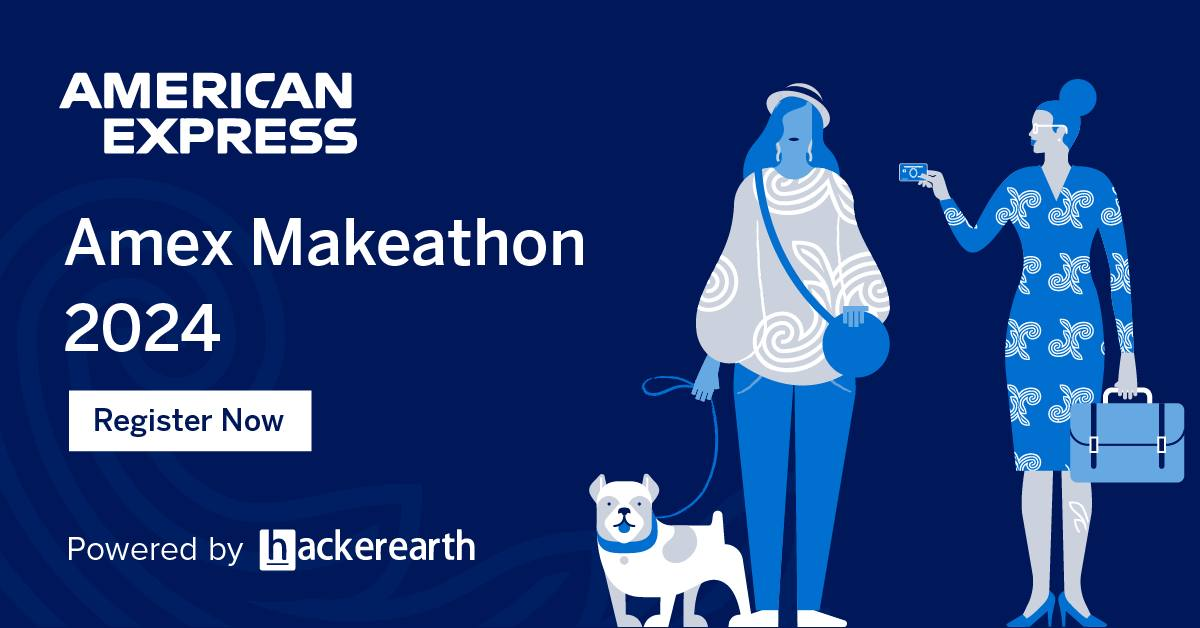 AMERICAN
EXPRESS
Amex Makeathon
2024
Register Now
Powered by hackerearth